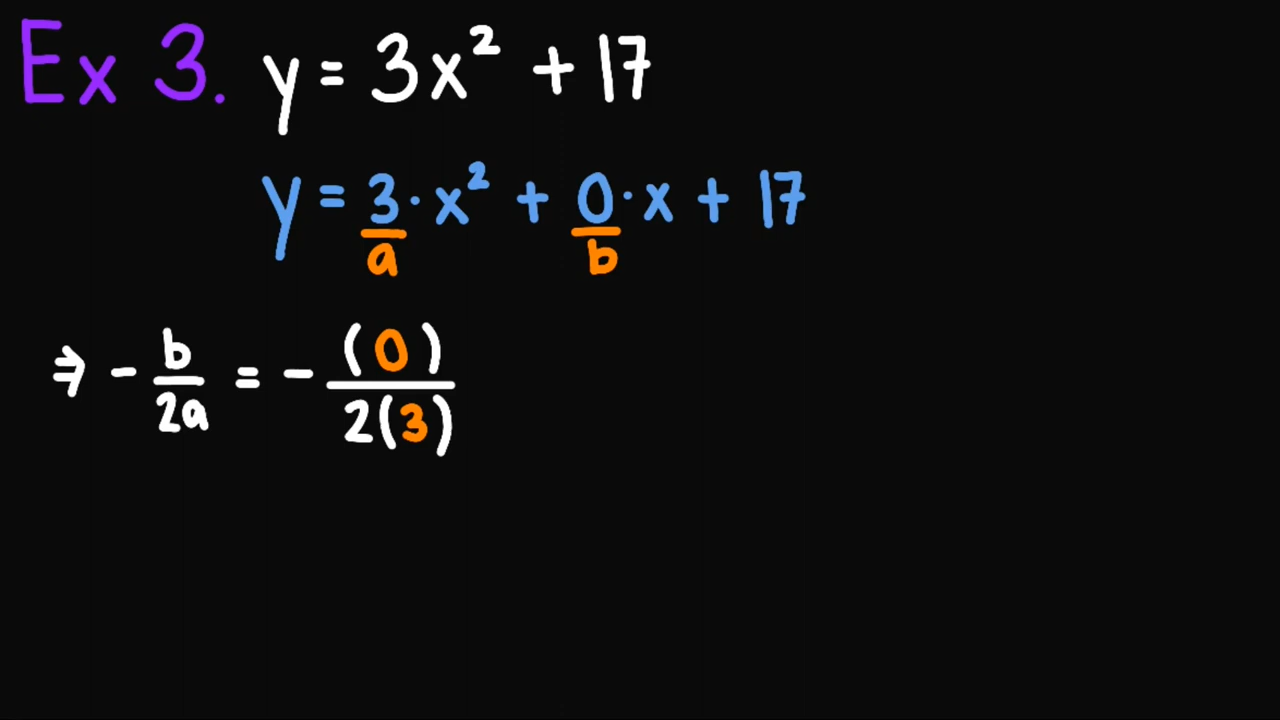 Ex 3. y = 3x² + 17
y = 3·x² + 0·x + 17
a b
⇒ - b/2a = - (0)/2(3)